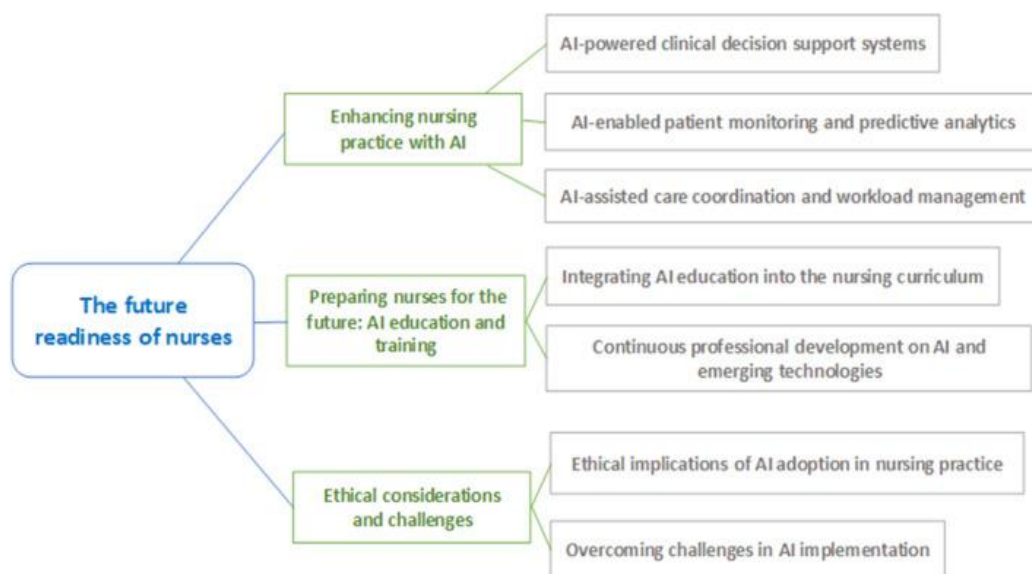 The future
readiness of nurses
Enhancing nursing
practice with AI
AI-powered clinical decision support systems
AI-enabled patient monitoring and predictive analytics
AI-assisted care coordination and workload management
Preparing nurses for the
future: AI education and
training
Integrating AI education into the nursing curriculum
Continuous professional development on AI and
emerging technologies
Ethical considerations
and challenges
Ethical implications of AI adoption in nursing practice
Overcoming challenges in AI implementation